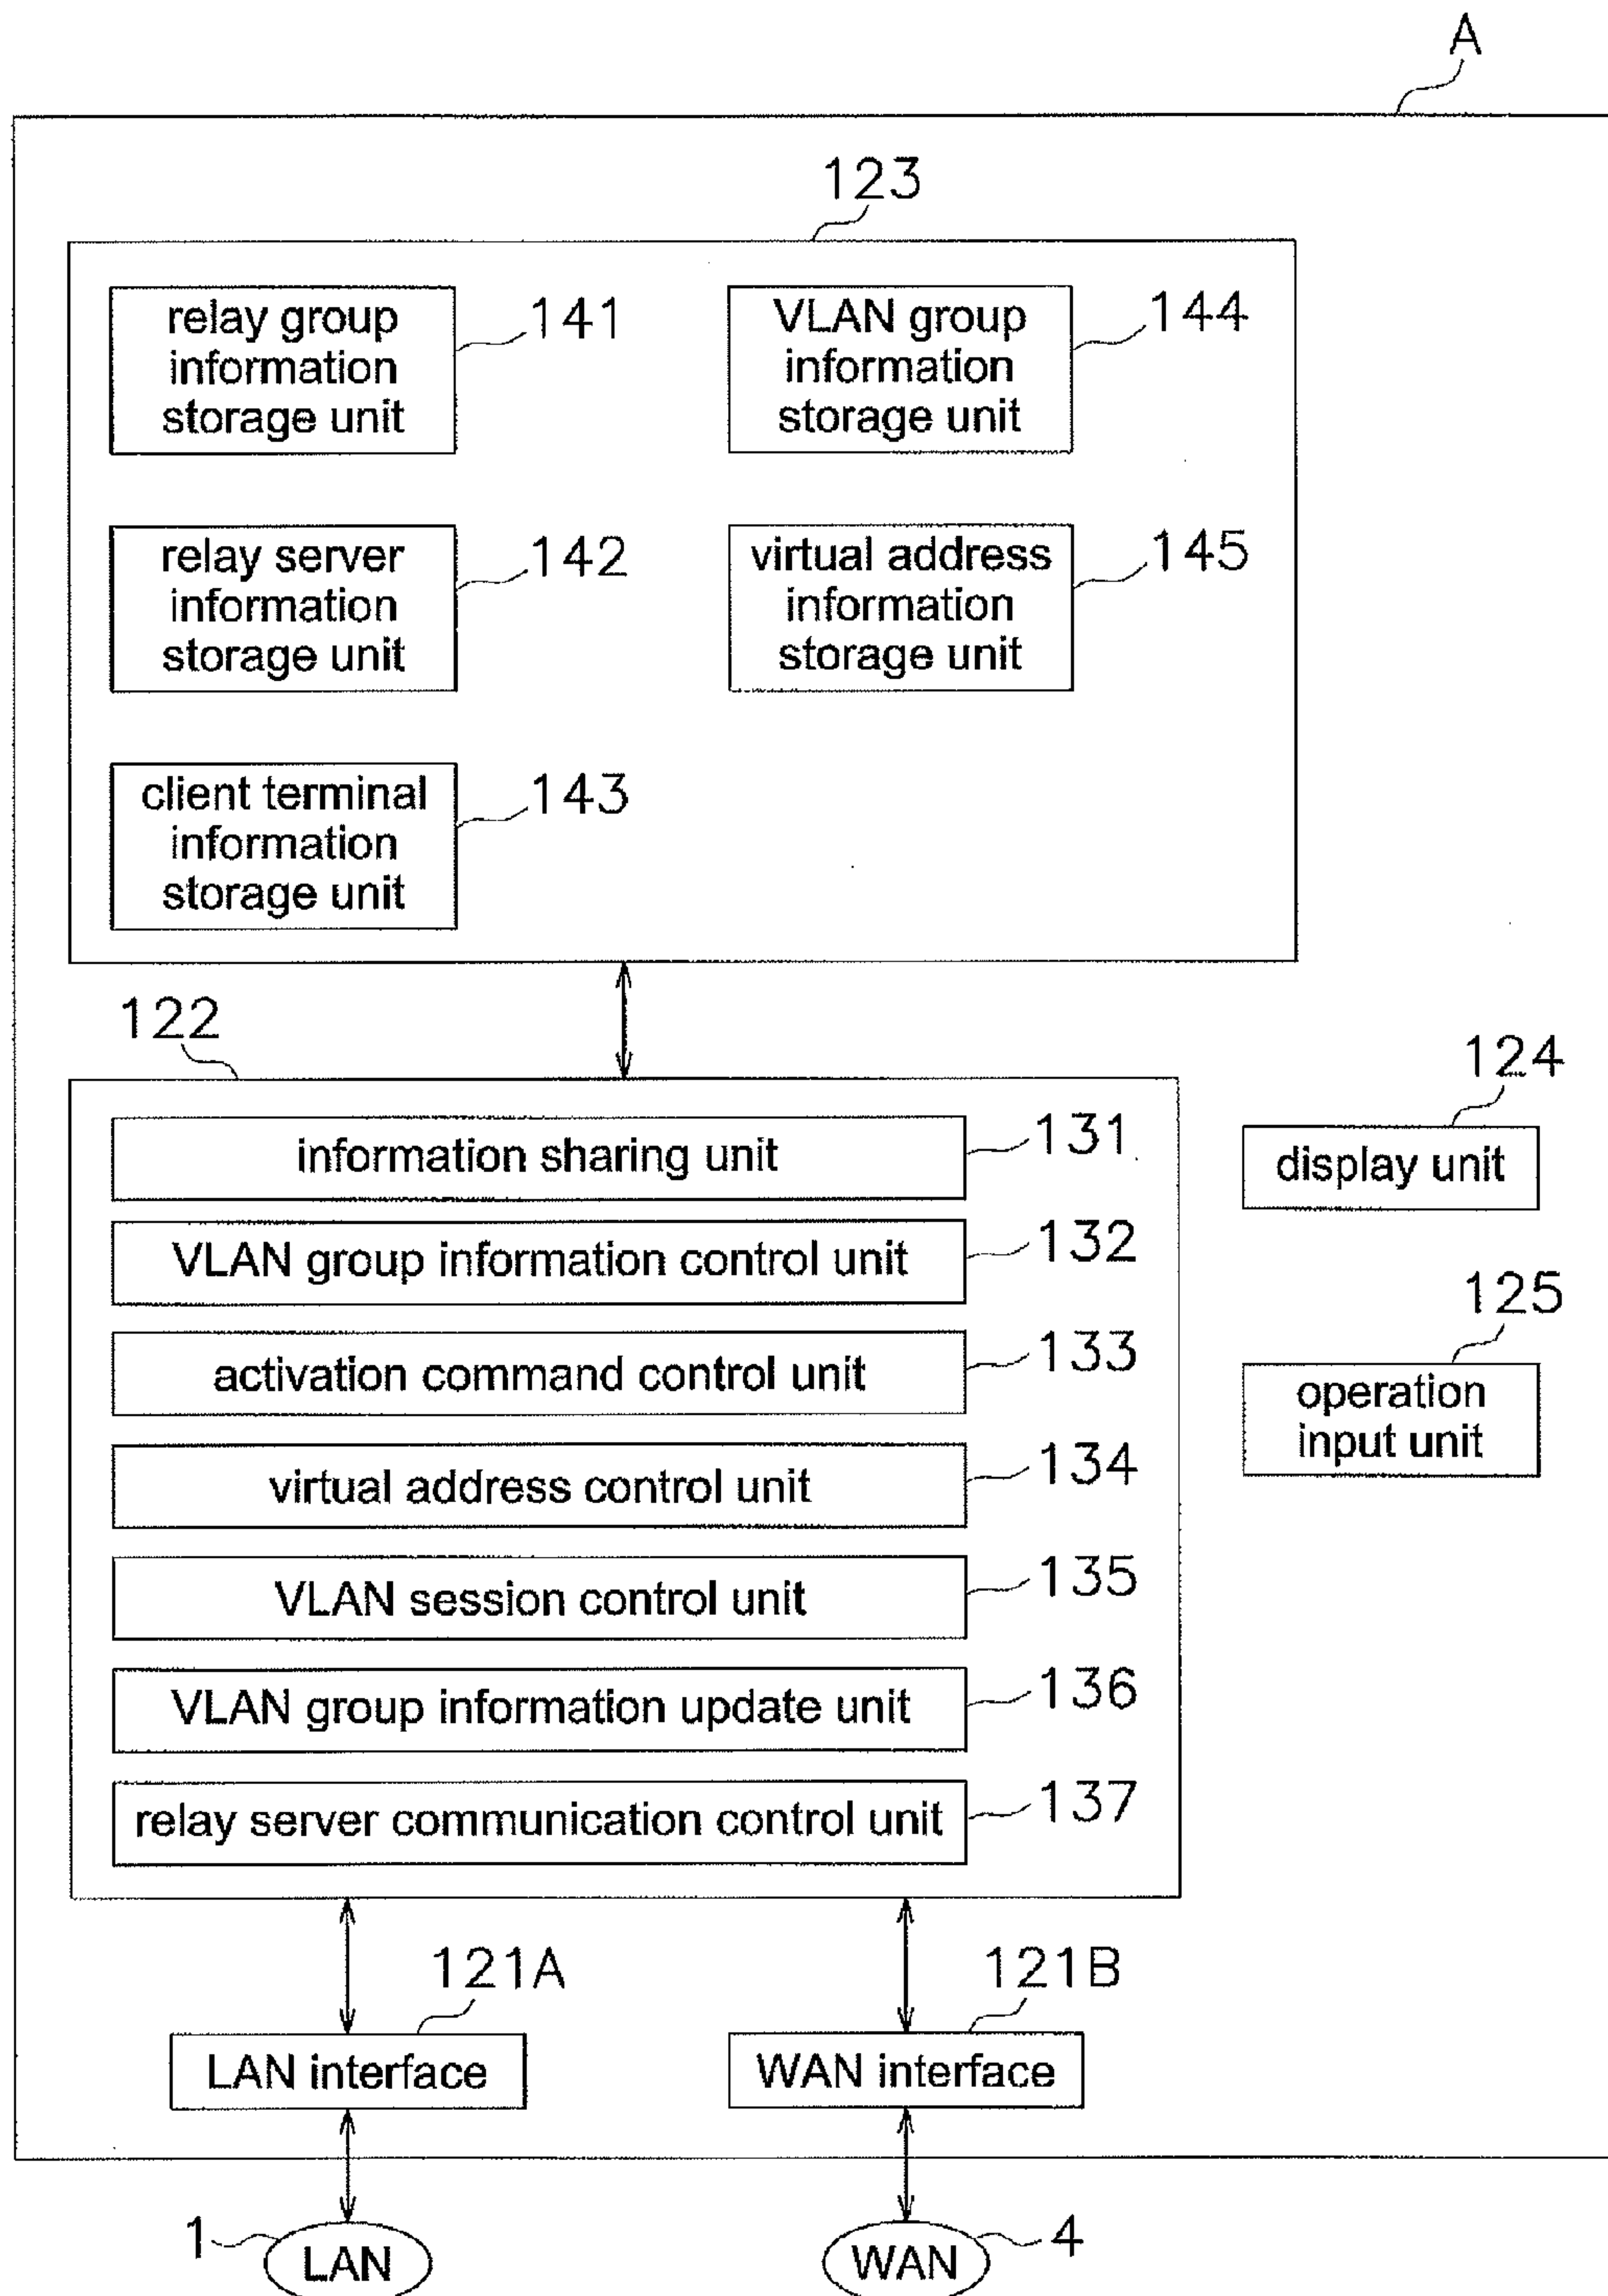 A
123
relay group
information
storage unit
141
VLAN group
information
storage unit
144
relay server
information
storage unit
142
virtual address
information
storage unit
145
client terminal
information
storage unit
143
122
information sharing unit
131
VLAN group information control unit
132
activation command control unit
133
virtual address control unit
134
VLAN session control unit
135
VLAN group information update unit
136
relay server communication control unit
137
124
display unit
125
operation
input unit
121A
LAN interface
121B
WAN interface
1
LAN
WAN
4